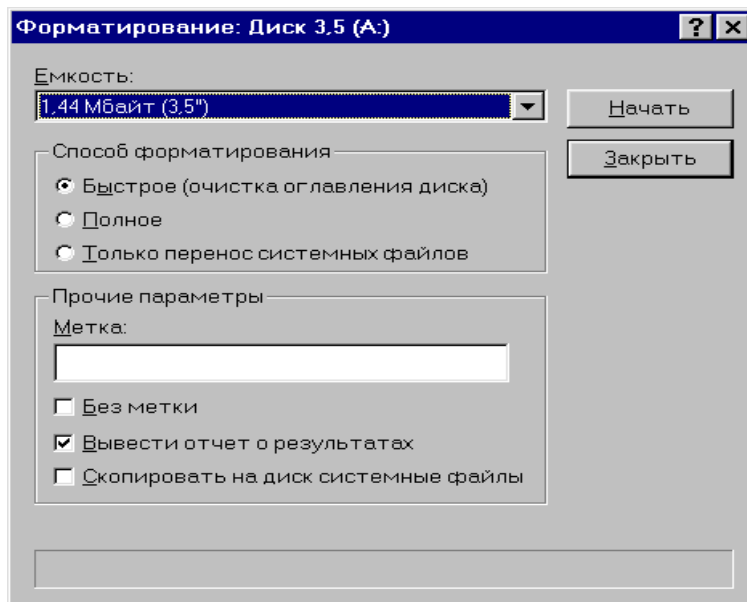 Форматирование: Диск 3,5 (A:)
Емкость:
1,44 Мбайт (3,5")
Начать
Способ форматирования
Закрыть
Быстрое (очистка оглавления диска)
Полное
Только перенос системных файлов
Прочие параметры
Метка:
Без метки
Вывести отчет о результатах
Скопировать на диск системные файлы